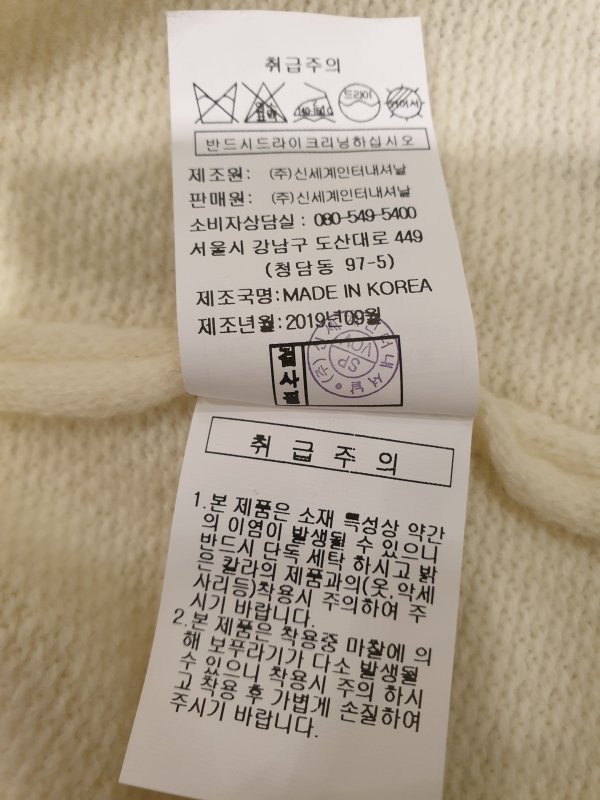 취급주의
드라이
반드시드라이크리닝하십시오
제조원: (주)신세계인터내셔날
판매원: (주)신세계인터내셔날
소비자상담실 : 080-549-5400
서울시 강남구 도산대로 449
(청담동 97-5)
제조국명:MADE IN KOREA
제조년월:2019년09월
검사필
취급주의
1.본 제품은 소재 특성상 약간
의 이염이 발생될 수 있으니
반드시 단독 세탁 하시고 밝
은 칼라의 제품과의(옷,악세
사리등)착용시 주의하여 주
시기 바랍니다.
2.본 제품은 착용중 마찰에 의
해 보푸라기가 다소 발생될
수 있으니 착용시 주의 하시
고 착용 후 가볍게 손질하여
주시기 바랍니다.